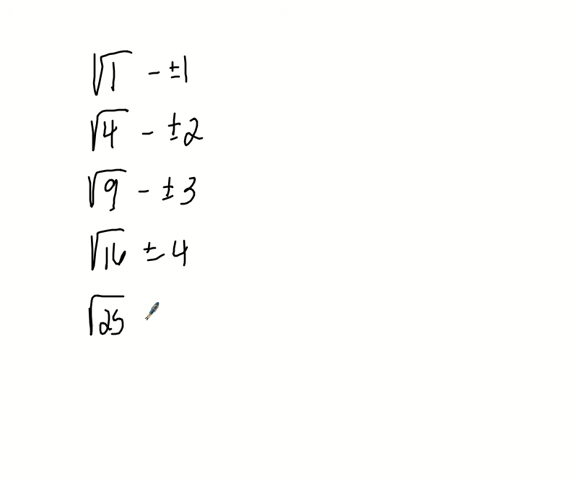 √1 - ±1
√4 - ±2
√9 - ±3
√16 ± 4
√25